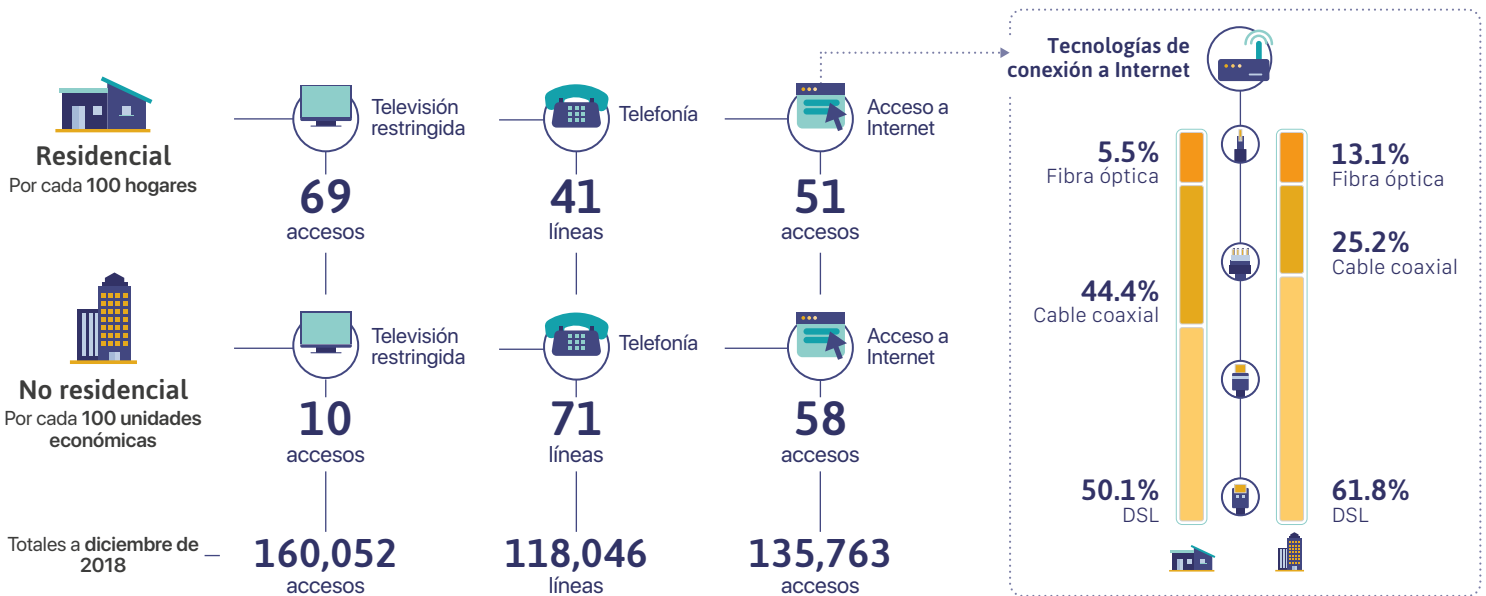 Residencial
Por cada 100 hogares
Televisión
restringida
69
accesos
Telefonía
41
líneas
Acceso a
Internet
51
accesos
No residencial
Por cada 100 unidades
económicas
Televisión
restringida
10
accesos
Telefonía
71
líneas
Acceso a
Internet
58
accesos
Totales a diciembre de
2018
160,052
accesos
118,046
líneas
135,763
accesos
Tecnologías de
conexión a Internet
5.5%
Fibra óptica
44.4%
Cable coaxial
50.1%
DSL
13.1%
Fibra óptica
25.2%
Cable coaxial
61.8%
DSL